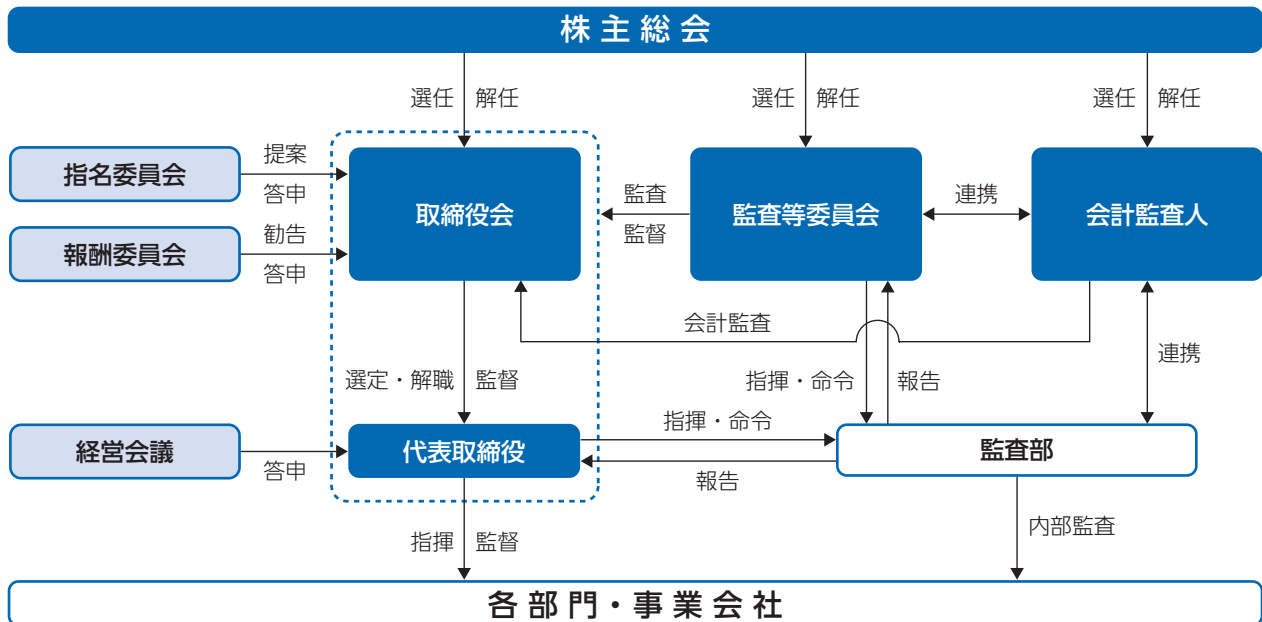 株主総会
選任 解任
選任 解任
選任 解任
指名委員会
提案
答申
報酬委員会
勧告
答申
取締役会
監査
監督
監査等委員会
連携
会計監査人
会計監査
選定・解職 監督
指揮・命令 報告
連携
経営会議
答申
代表取締役
指揮・命令
報告
監査部
指揮 監督
内部監査
各部門・事業会社